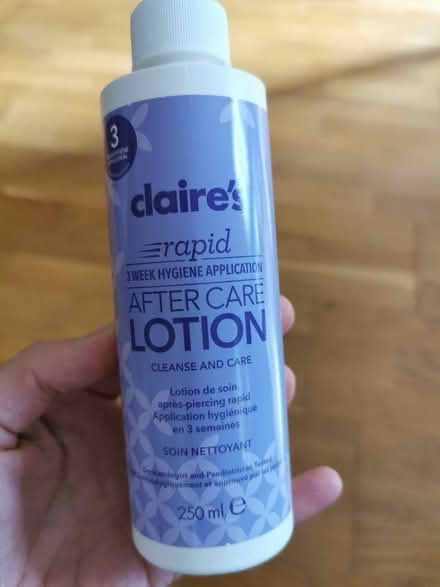 3
claire's
rapid
3 WEEK HYGIENE APPLICATION
AFTER CARE
LOTION
CLEANSE AND CARE
Lotion de soin
après-piercing rapid
Application hygiénique
en 3 semaines
SOIN NETTOYANT
250 ml e